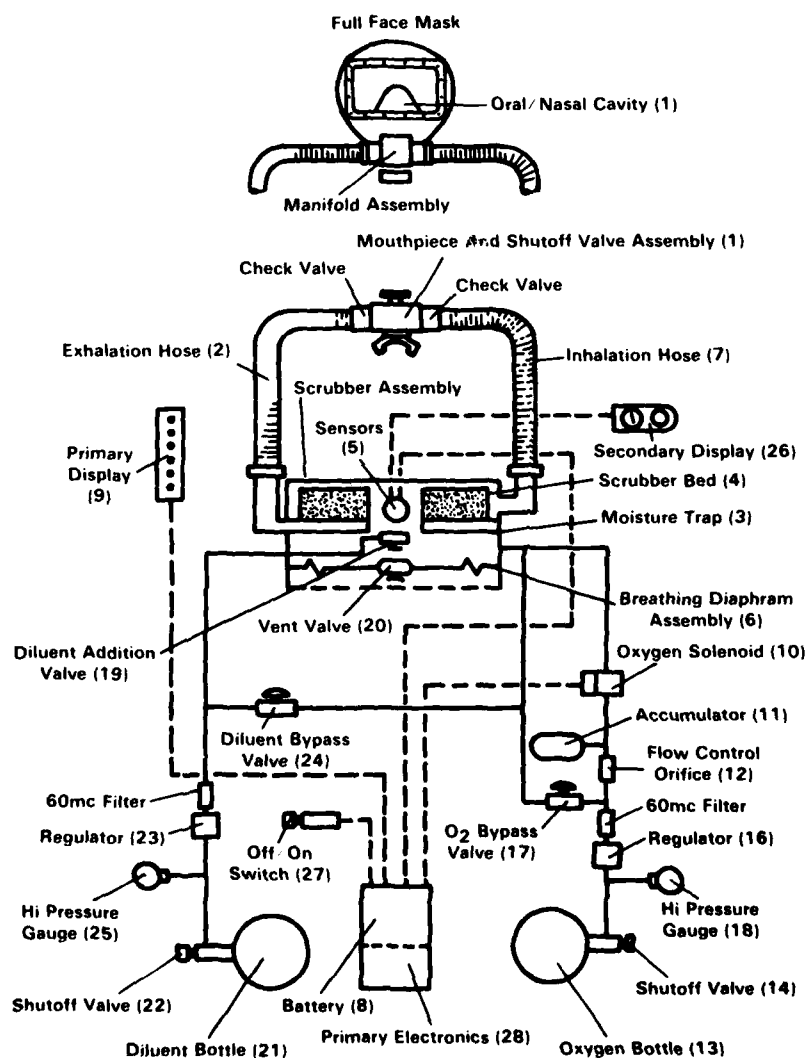 Full Face Mask
Oral/Nasal Cavity (1)
Manifold Assembly
Mouthpiece And Shutoff Valve Assembly (1)
Check Valve
Check Valve
Exhalation Hose (2)
Inhalation Hose (7)
Scrubber Assembly
Sensors
(5)
Secondary Display (26)
Primary
Display
(9)
Scrubber Bed (4)
Moisture Trap (3)
Vent Valve (20)
Breathing Diaphram
Assembly (6)
Diluent Addition
Valve (19)
Oxygen Solenoid (10)
Accumulator (11)
Diluent Bypass
Valve (24)
Flow Control
Orifice (12)
60mc Filter
60mc Filter
Regulator (23)
O2 Bypass
Valve (17)
Regulator (16)
Off/On
Switch (27)
Hi Pressure
Gauge (25)
Hi Pressure
Gauge (18)
Shutoff Valve (22)
Battery (8)
Shutoff Valve (14)
Primary Electronics (28)
Diluent Bottle (21)
Oxygen Bottle (13)